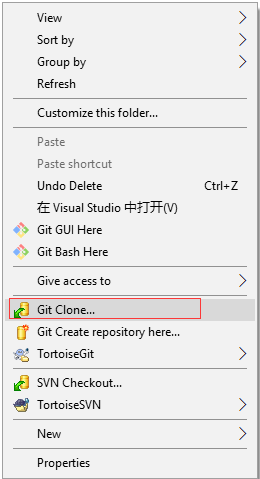 View
Sort by
Group by
Refresh
Customize this folder...
Paste
Paste shortcut
Undo Delete Ctrl+Z
在 Visual Studio 中打开(V)
Git GUI Here
Git Bash Here
Give access to
Git Clone...
Git Create repository here...
TortoiseGit
SVN Checkout...
TortoiseSVN
New
Properties